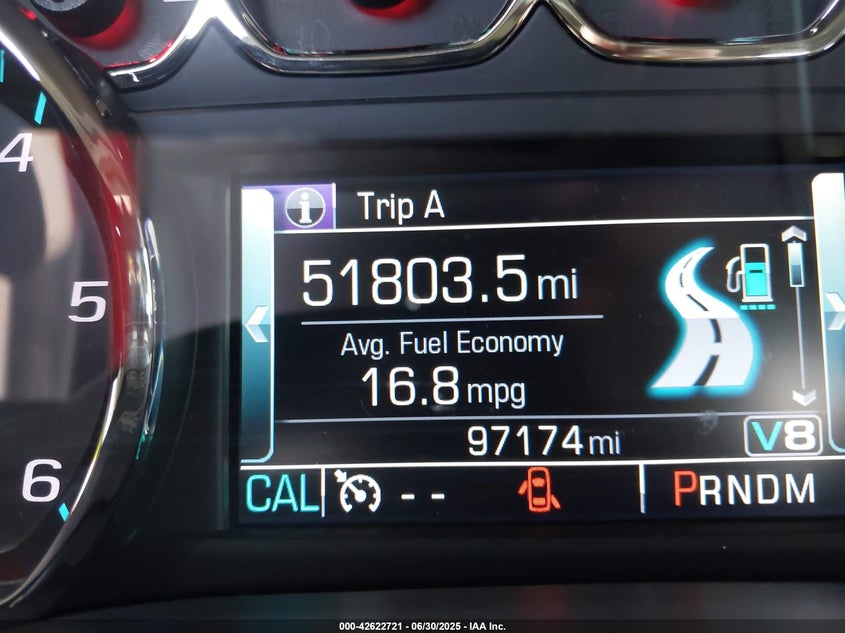 4
5
6
i Trip A
51803.5 mi
Avg. Fuel Economy
16.8 mpg
97174 mi V8
CAL -- PRNDM
000-42622721 - 06/30/2025 - IAA Inc.